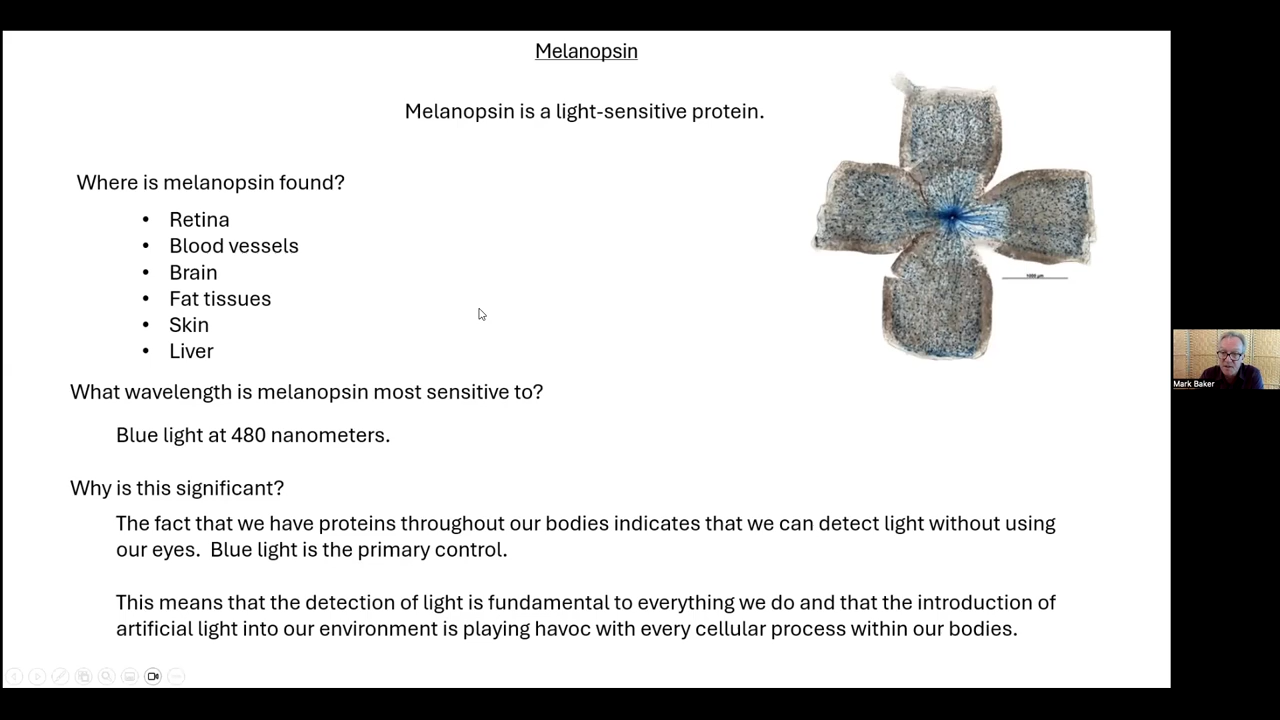 Melanopsin
Melanopsin is a light-sensitive protein.
Where is melanopsin found?
• Retina
• Blood vessels
• Brain
• Fat tissues
• Skin
• Liver
What wavelength is melanopsin most sensitive to?
Blue light at 480 nanometers.
Why is this significant?
The fact that we have proteins throughout our bodies indicates that we can detect light without using
our eyes.  Blue light is the primary control.
This means that the detection of light is fundamental to everything we do and that the introduction of
artificial light into our environment is playing havoc with every cellular process within our bodies.
Mark Baker